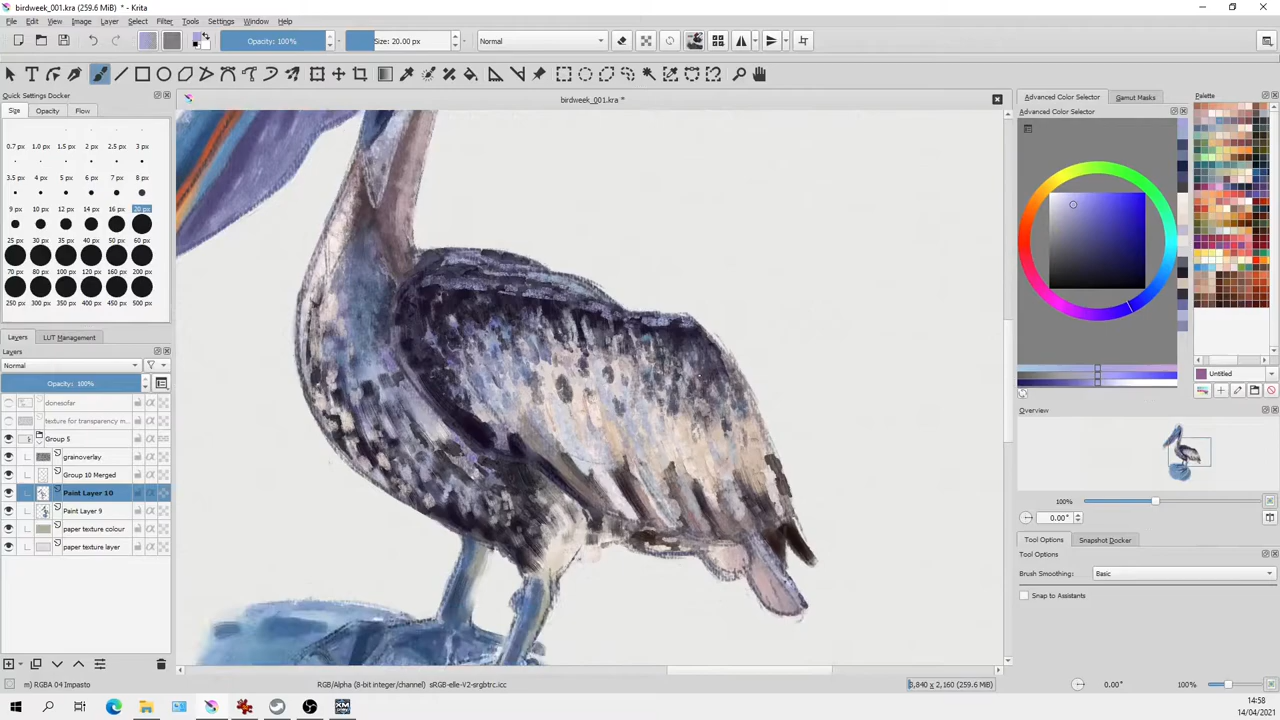 birdweek_001.kra (259.6 MiB) * - Krita
File Edit View Image Layer Select Filter Tools Settings Window Help
Opacity: 100% Size: 20.00 px Normal
birdweek_001.kra *
Quick Settings Docker
Size Opacity Flow
0.7 px 1.0 px 1.5 px 2 px 2.5 px 3 px
3.5 px 4 px 5 px 6 px 7 px 8 px
9 px 10 px 12 px 14 px 16 px 20 px
25 px 30 px 35 px 40 px 50 px 60 px
70 px 80 px 100 px 120 px 160 px 200 px
250 px 300 px 350 px 400 px 450 px 500 px
Layers LUT Management
Layers
Normal
Opacity: 100%
donesofar
texture for transparency m...
Group 5
grainoverlay
Group 10 Merged
Paint Layer 10
Paint Layer 9
paper texture colour
paper texture layer
Advanced Color Selector Gamut Masks
Advanced Color Selector
Palette
Untitled
Overview
100%
0.00°
Tool Options Snapshot Docker
Tool Options
Brush Smoothing: Basic
Snap to Assistants
m) RGBA 04 Impasto
RGB/Alpha (8-bit integer/channel) sRGB-elle-V2-srgbtrc.icc
3,840 x 2,160 (259.6 MiB)
0.00°
100%
XM
14:58
14/04/2021